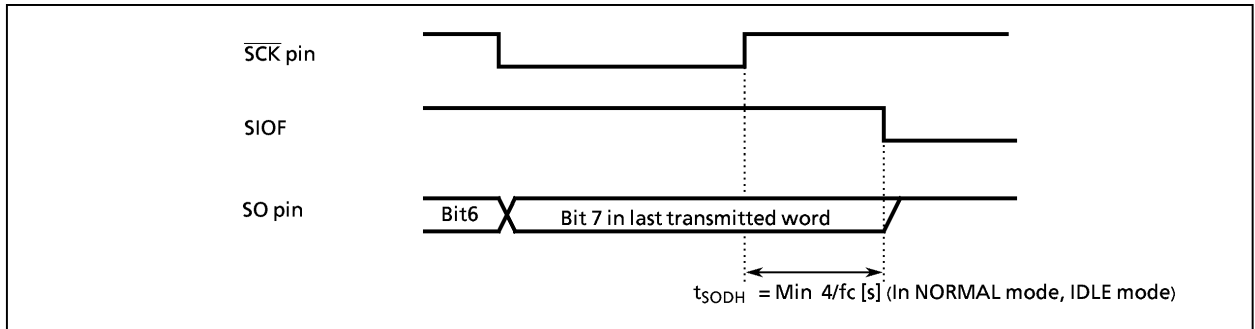 S̅C̅K̅ pin
SIOF
SO pin
Bit6
Bit 7 in last transmitted word
tSODH = Min 4/fc [s] (In NORMAL mode, IDLE mode)